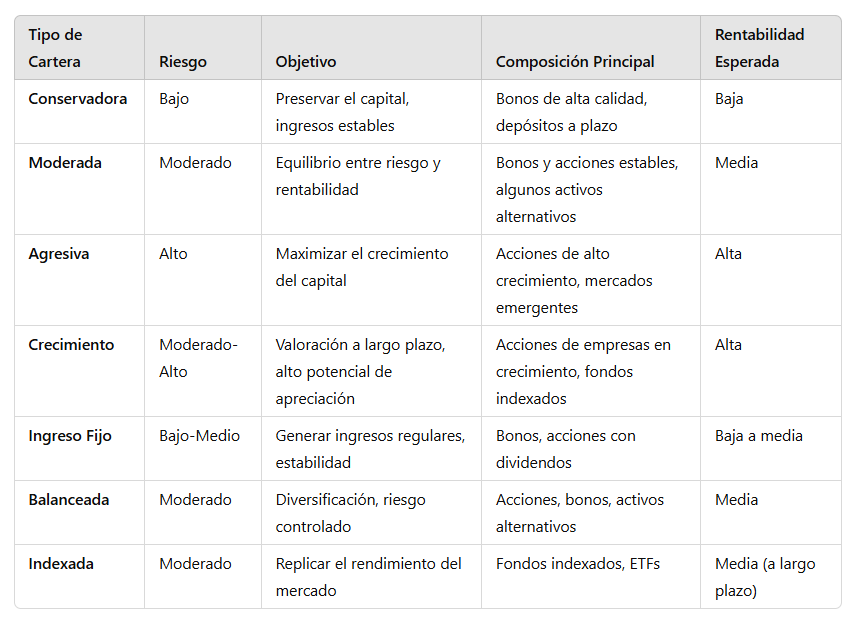 Tipo de
Cartera
Riesgo
Objetivo
Composición Principal
Rentabilidad
Esperada
Conservadora
Bajo
Preservar el capital,
ingresos estables
Bonos de alta calidad,
depósitos a plazo
Baja
Moderada
Moderado
Equilibrio entre riesgo y
rentabilidad
Bonos y acciones estables,
algunos activos
alternativos
Media
Agresiva
Alto
Maximizar el crecimiento
del capital
Acciones de alto
crecimiento, mercados
emergentes
Alta
Crecimiento
Moderado-
Alto
Valoración a largo plazo,
alto potencial de
apreciación
Acciones de empresas en
crecimiento, fondos
indexados
Alta
Ingreso Fijo
Bajo-Medio
Generar ingresos regulares,
estabilidad
Bonos, acciones con
dividendos
Baja a media
Balanceada
Moderado
Diversificación, riesgo
controlado
Acciones, bonos, activos
alternativos
Media
Indexada
Moderado
Replicar el rendimiento del
mercado
Fondos indexados, ETFs
Media (a largo
plazo)